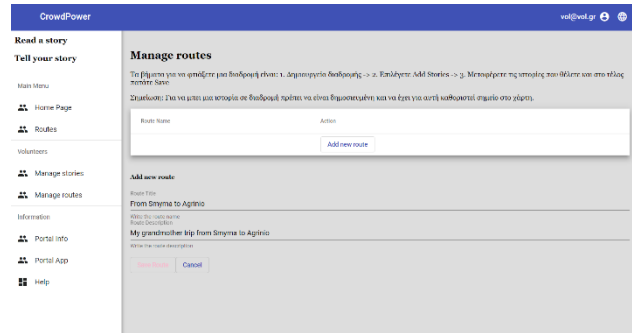 CrowdPower
vol@vol.gr
Read a story
Tell your story
Main Menu
Home Page
Routes
Volunteers
Manage stories
Manage routes
Information
Portal Info
Portal App
Help
Manage routes
Τα βήματα για να φτιάξετε μια διαδρομή είναι: 1. Δημιουργείο διαδρομής -> 2. Επιλέγετε Add Stories -> 3. Μεταφέρετε τις ιστορίες που θέλετε και στο τέλος
πατάτε Save
Σημείωση: Για να μπει μια ιστορία σε διαδρομή πρέπει να είναι δημοσιευμένη και να έχει για αυτή καθοριστεί σημείο στο χάρτη.
Route Name
Action
Add new route
Add new route
Route Title
From Smyrna to Agrinio
Write the route name
Route Description
My grandmother trip from Smyrna to Agrinio
Write the route description
Save Route
Cancel